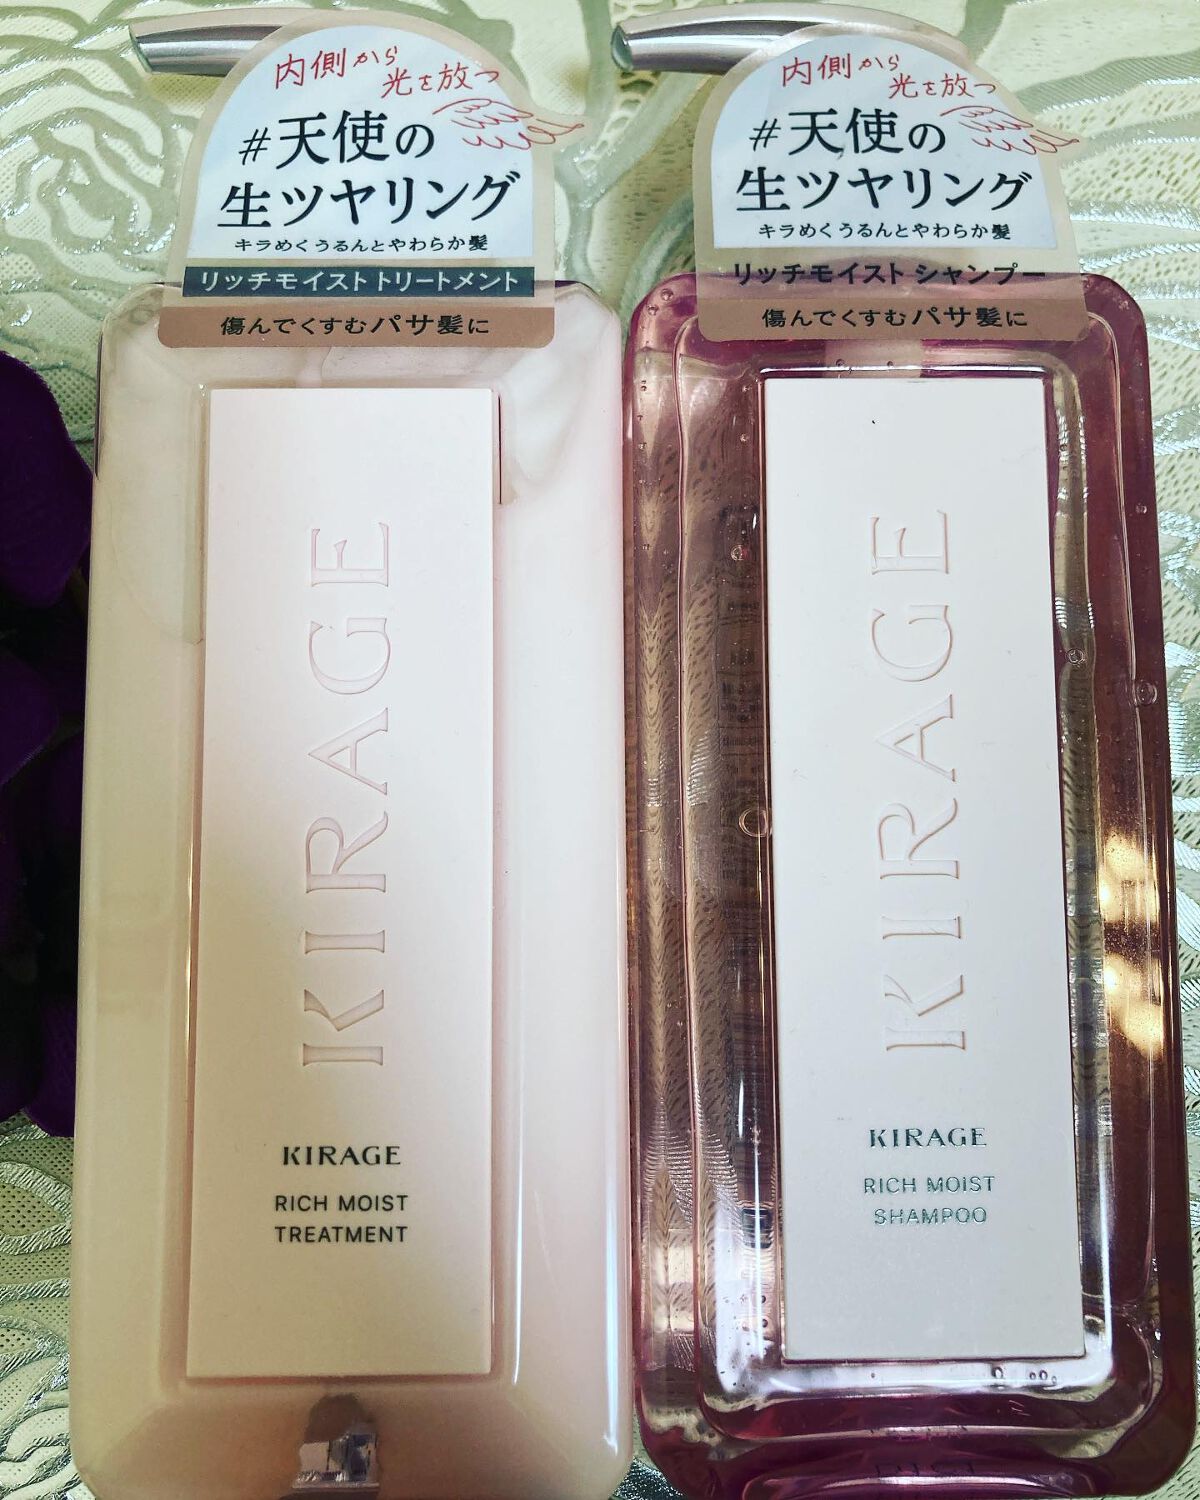 内側から
光を放つ
#天使の
生ツヤリング
キラめくうるんとやわらか髪
リッチモイストトリートメント
傷んでくすむパサ髪に
KIRAGE
KIRAGE
RICH MOIST
TREATMENT
内側から
光を放つ
#天使の
生ツヤリング
キラめくうるんとやわらか髪
リッチモイスト シャンプー
傷んでくすむパサ髪に
KIRAGE
KIRAGE
RICH MOIST
SHAMPOO